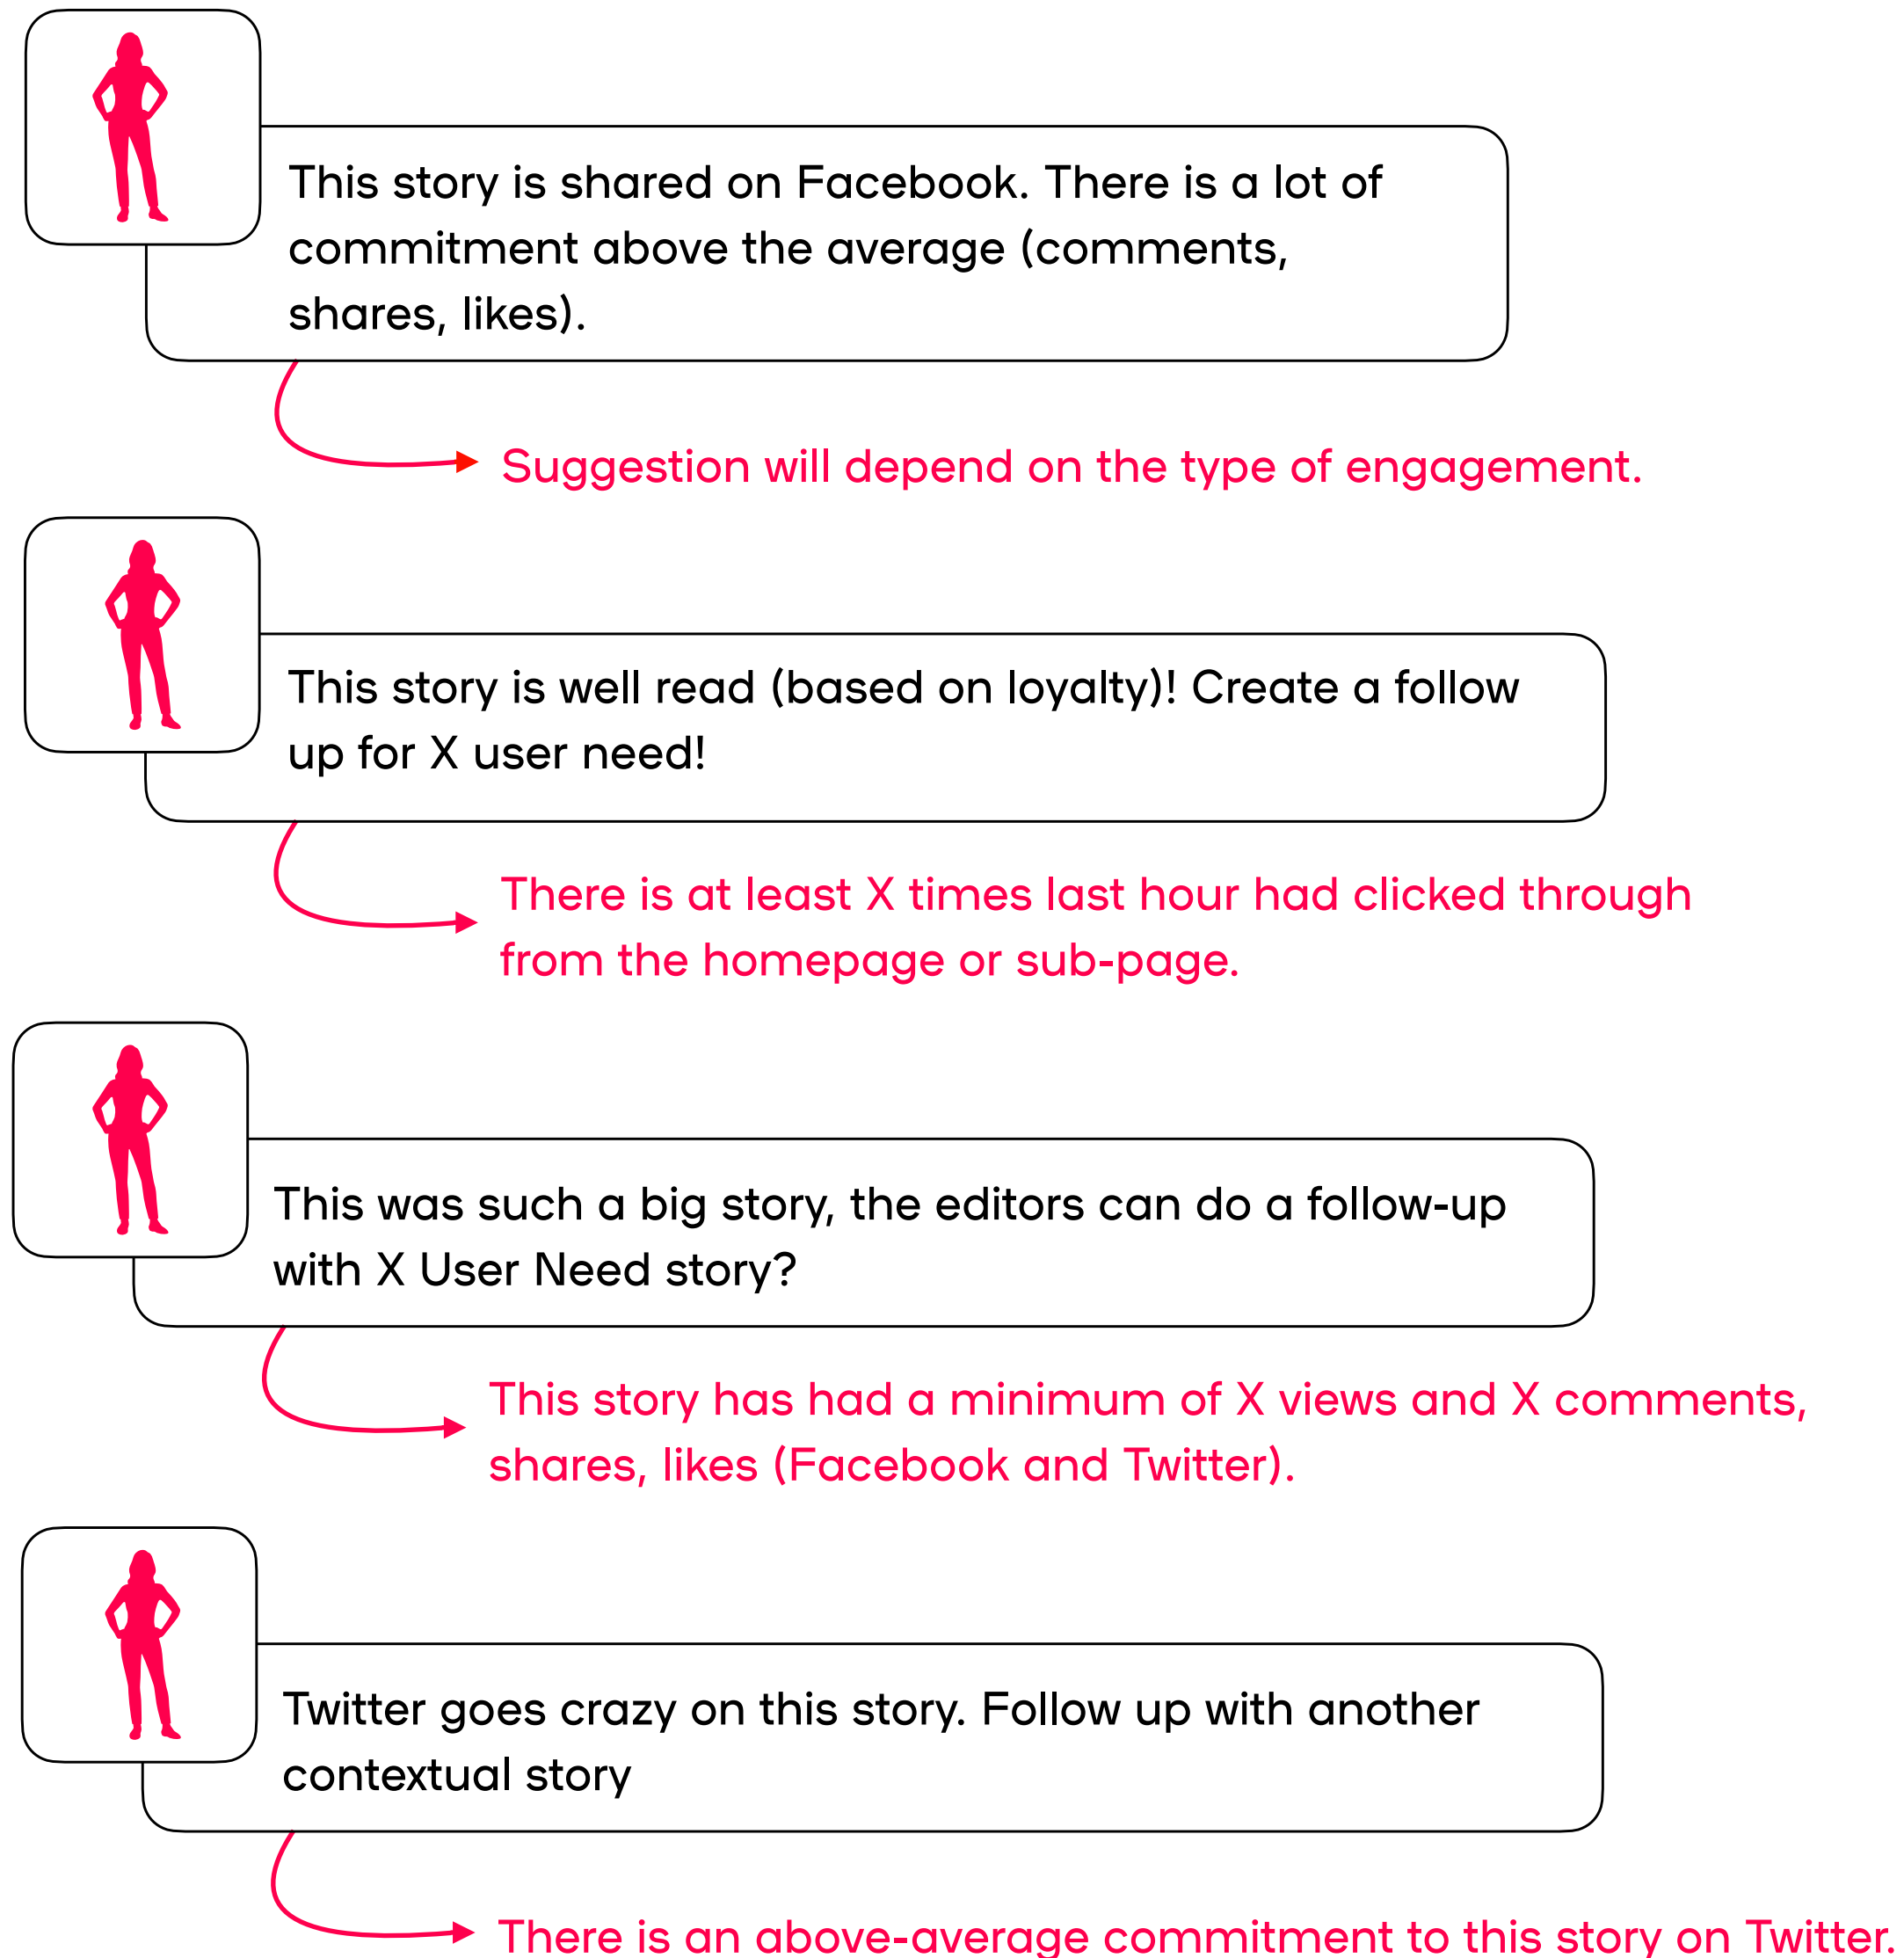 This story is shared on Facebook. There is a lot of
commitment above the average (comments,
shares, likes).
Suggestion will depend on the type of engagement.
This story is well read (based on loyalty)! Create a follow
up for X user need!
There is at least X times last hour had clicked through
from the homepage or sub-page.
This was such a big story, the editors can do a follow-up
with X User Need story?
This story has had a minimum of X views and X comments,
shares, likes (Facebook and Twitter).
Twitter goes crazy on this story. Follow up with another
contextual story
There is an above-average commitment to this story on Twitter